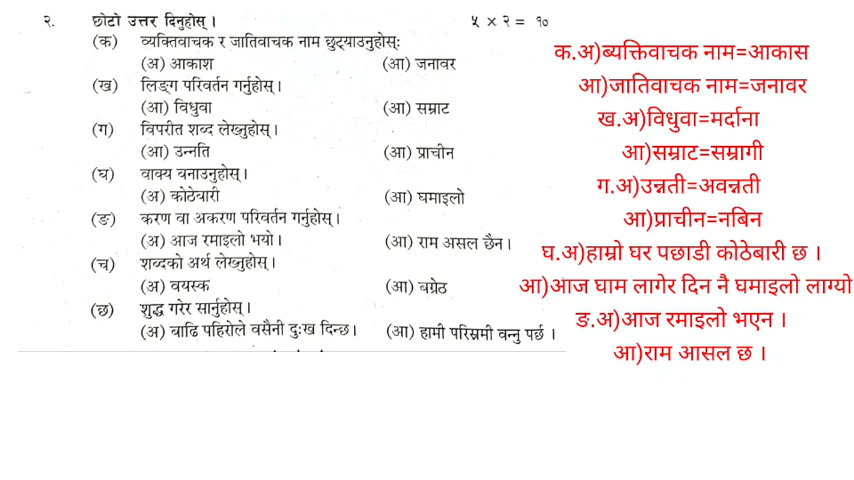 २. छोटो उत्तर दिनुहोस् । ५ × २ = १०
(क) व्यक्तिवाचक र जातिवाचक नाम छुट्याउनुहोस्ः
(अ) आकाश (आ) जनावर
(ख) लिङ्ग परिवर्तन गर्नुहोस् ।
(आ) विधुवा (आ) सम्राट
(ग) विपरीत शब्द लेख्नुहोस् ।
(आ) उन्नति (आ) प्राचीन
(घ) वाक्य वनाउनुहोस् ।
(अ) कोठेवारी (आ) घमाइलो
(ङ) करण वा अकरण परिवर्तन गर्नुहोस् ।
(अ) आज रमाइलो भयो । (आ) राम असल छैन ।
(च) शब्दको अर्थ लेख्नुहोस् ।
(अ) वयस्क (आ) बग्रेठ
(छ) शुद्ध गरेर सार्नुहोस् ।
(अ) वाढि पहिरोले वसैनी दुःख दिन्छ । (आ) हामी परिस्रमी वन्नु पर्छ ।
क.अ)ब्यक्तिवाचक नाम=आकास
आ)जातिवाचक नाम=जनावर
ख.अ)विधुवा=मर्दाना
आ)सम्राट=सम्रागी
ग.अ)उन्नती=अवन्नती
आ)प्राचीन=नबिन
घ.अ)हाम्रो घर पछाडी कोठेबारी छ ।
आ)आज घाम लागेर दिन नै घमाइलो लाग्यो
ङ.अ)आज रमाइलो भएन ।
आ)राम आसल छ ।